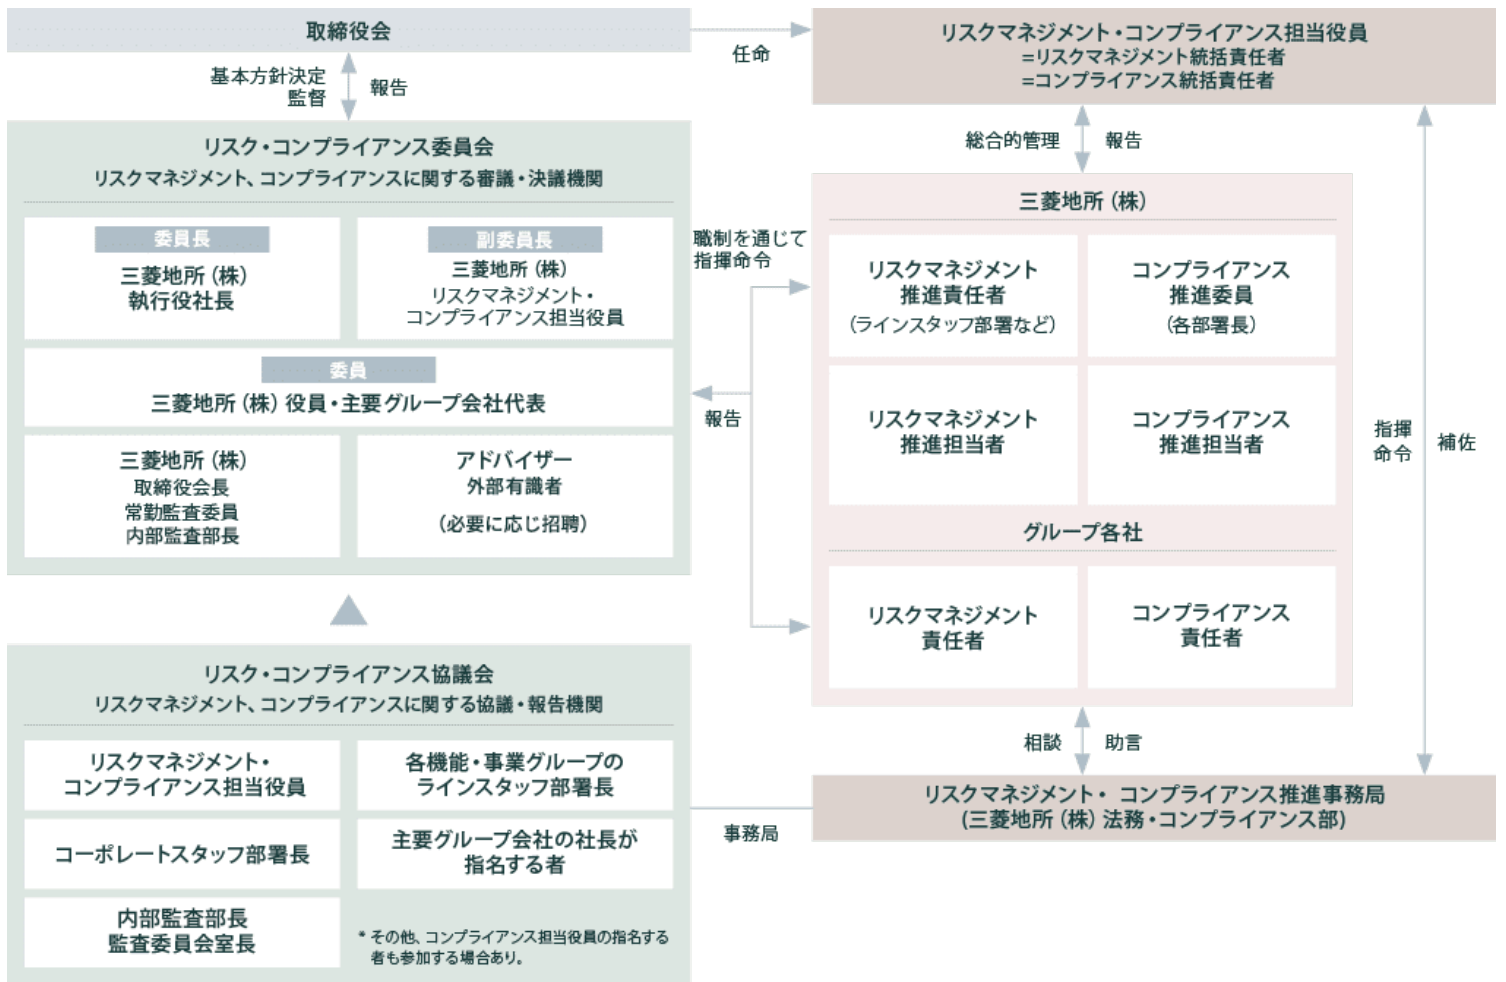 取締役会
任命
リスクマネジメント・コンプライアンス担当役員
=リスクマネジメント統括責任者
=コンプライアンス統括責任者
基本方針決定
監督
報告
リスク・コンプライアンス委員会
リスクマネジメント、コンプライアンスに関する審議・決議機関
委員長
三菱地所（株）
執行役社長
副委員長
三菱地所（株）
リスクマネジメント・
コンプライアンス担当役員
委員
三菱地所（株）役員・主要グループ会社代表
三菱地所（株）
取締役会長
常勤監査委員
内部監査部長
アドバイザー
外部有識者
（必要に応じ招聘）
職制を通じて
指揮命令
報告
総合的管理
報告
三菱地所（株）
リスクマネジメント
推進責任者
（ラインスタッフ部署など）
コンプライアンス
推進委員
（各部署長）
リスクマネジメント
推進担当者
コンプライアンス
推進担当者
グループ各社
リスクマネジメント
責任者
コンプライアンス
責任者
指揮
命令
補佐
相談
助言
リスクマネジメント・ コンプライアンス推進事務局
(三菱地所（株）法務・コンプライアンス部)
事務局
リスク・コンプライアンス協議会
リスクマネジメント、コンプライアンスに関する協議・報告機関
リスクマネジメント・
コンプライアンス担当役員
各機能・事業グループの
ラインスタッフ部署長
コーポレートスタッフ部署長
主要グループ会社の社長が
指名する者
内部監査部長
監査委員会室長
* その他、コンプライアンス担当役員の指名する
者も参加する場合あり。